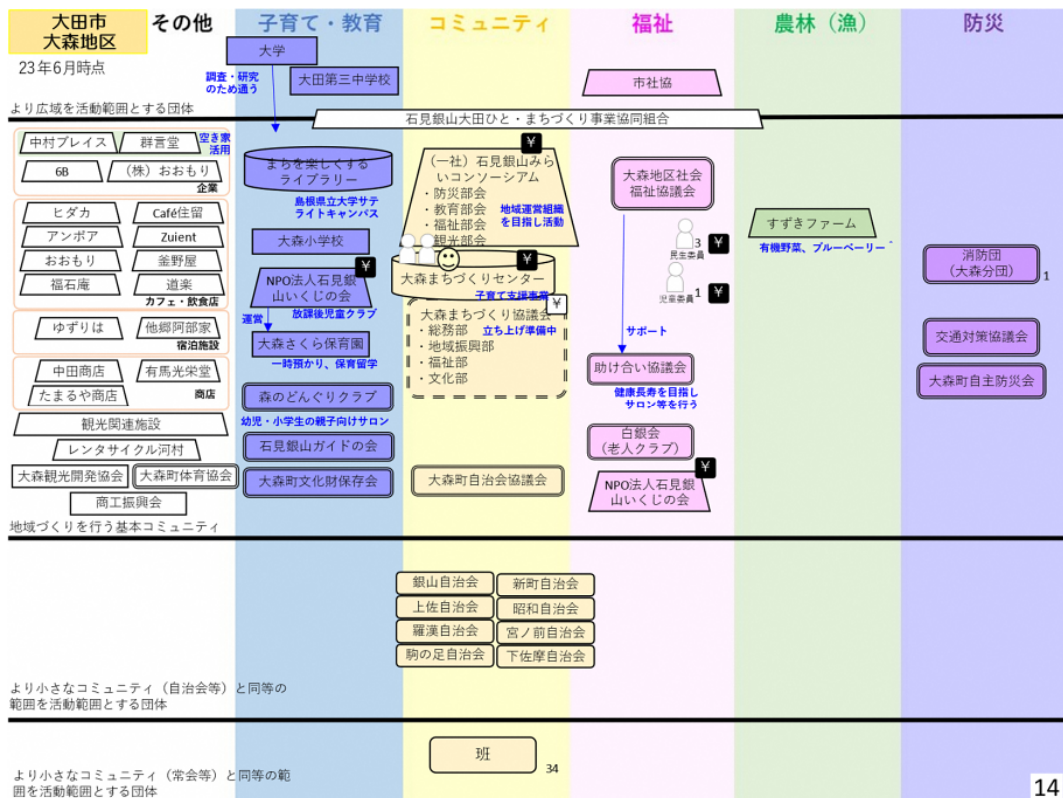 大田市
大森地区
その他
子育て・教育
コミュニティ
福祉
農林（漁）
防災
23年6月時点
大学
調査・研究
のため通う
大田第三中学校
市社協
より広域を活動範囲とする団体
石見銀山大田ひと・まちづくり事業協同組合
中村ブレイス
群言堂
空き家
活用
6B
（株）おおもり
企業
ヒダカ
Café住留
アンボア
Zuient
おおもり
釜野屋
福石庵
道楽
カフェ・飲食店
ゆずりは
他郷阿部家
宿泊施設
中田商店
有馬光栄堂
たまるや商店
商店
観光関連施設
レンタサイクル河村
大森観光開発協会
大森町体育協会
商工振興会
地域づくりを行う基本コミュニティ
まちを楽しくする
ライブラリー
島根県立大学サテ
ライトキャンパス
大森小学校
¥
NPO法人石見銀
山いくじの会
放課後児童クラブ
運営
大森さくら保育園
一時預かり、保育留学
森のどんぐりクラブ
幼児・小学生の親子向けサロン
石見銀山ガイドの会
大森町文化財保存会
¥
（一社）石見銀山みら
いコンソーシアム
・防災部会
・教育部会
・福祉部会
・観光部会
地域運営組織
を目指し活動
¥
大森まちづくりセンター
子育て支援事業
¥
大森まちづくり協議会
・総務部
・地域振興部
・福祉部
・文化部
立ち上げ準備中
大森町自治会協議会
大森地区社会
福祉協議会
3
¥
民生委員
1
¥
児童委員
サポート
助け合い協議会
健康長寿を目指し
サロン等を行う
白銀会
（老人クラブ）
¥
NPO法人石見銀
山いくじの会
すずきファーム
有機野菜、ブルーベリー
消防団
（大森分団）
1
交通対策協議会
大森町自主防災会
銀山自治会
新町自治会
上佐自治会
昭和自治会
羅漢自治会
宮ノ前自治会
駒の足自治会
下佐摩自治会
より小さなコミュニティ（自治会等）と同等の
範囲を活動範囲とする団体
班
34
より小さなコミュニティ（常会等）と同等の範
囲を活動範囲とする団体
14